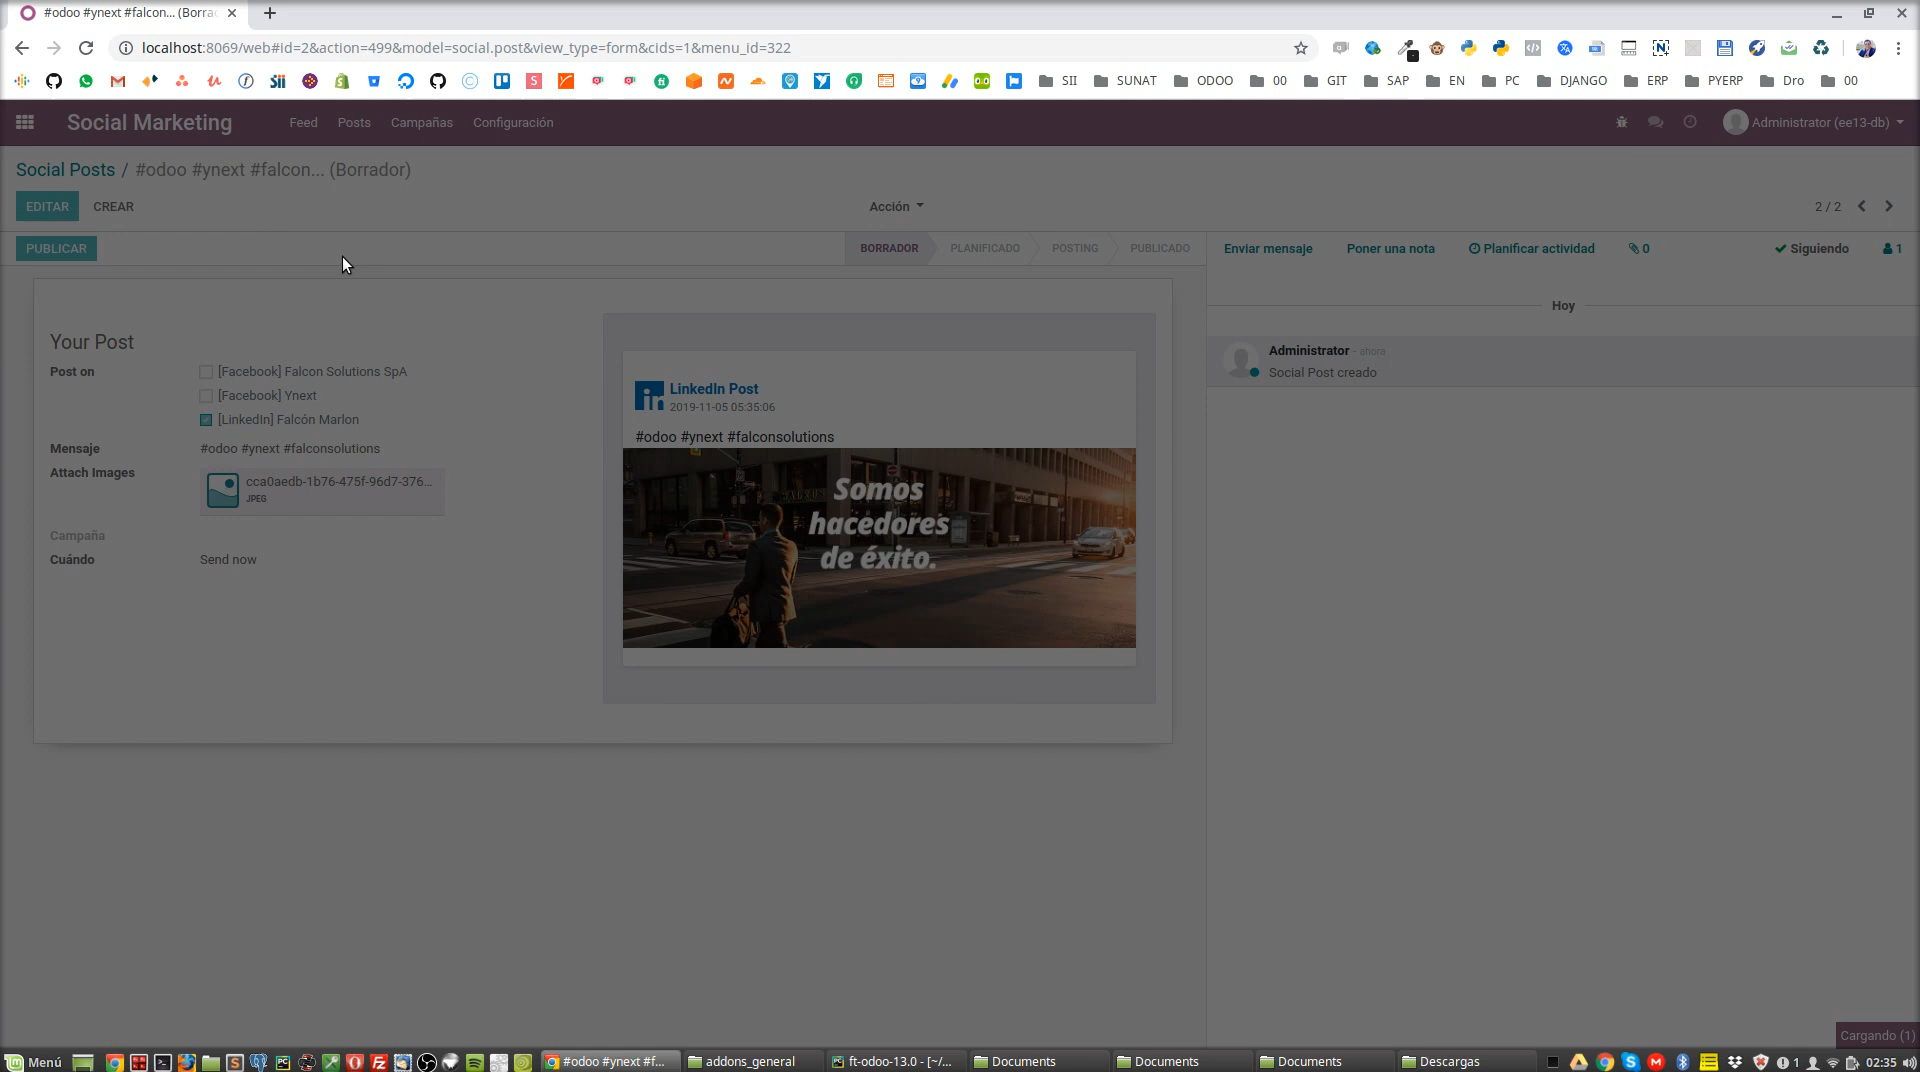 #odoo #ynext #falcon... (Borra
localhost:8069/web#id=2&action=499&model=social.post&view_type=form&cids=1&menu_id=322
SII SUNAT ODOO 00 GIT SAP EN PC DJANGO ERP PYERP Dro 00
Social Marketing Feed Posts Campañas Configuración Administrator (ee13-db)
Social Posts / #odoo #ynext #falcon... (Borrador)
EDITAR CREAR Acción 2 / 2
PUBLICAR BORRADOR PLANIFICADO POSTING PUBLICADO Enviar mensaje Poner una nota Planificar actividad 0 Siguiendo 1
Hoy
Your Post
Post on [Facebook] Falcon Solutions SpA
[Facebook] Ynext
[LinkedIn] Falcón Marlon
Mensaje #odoo #ynext #falconsolutions
Attach Images cca0aedb-1b76-475f-96d7-376...
JPEG
Campaña
Cuándo Send now
LinkedIn Post
2019-11-05 05:35:06
#odoo #ynext #falconsolutions
Somos
hacedores
de éxito.
Administrator - ahora
Social Post creado
Cargando (1)
Menú #odoo #ynext #f... addons_general ft-odoo-13.0 - [~/... Documents Documents Documents Descargas 1 02:35